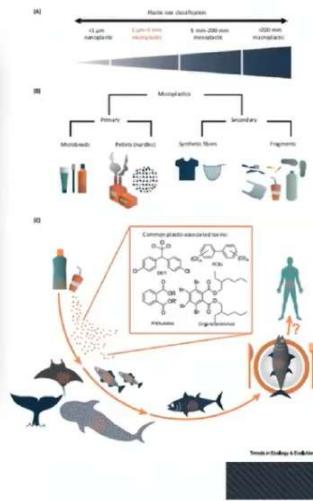 (A)
Plastic size classification
<1 μm nanoplastic
1 μm–5 mm microplastic
5 mm–200 mm mesoplastic
>200 mm macroplastic
(B)
Microplastics
Primary
Secondary
Microbeads
Pellets (nurdles)
Synthetic fibres
Fragments
(C)
Common plastic-associated toxins:
DDT
PCBs
Phthalates
?
Trends in Ecology & Evolution